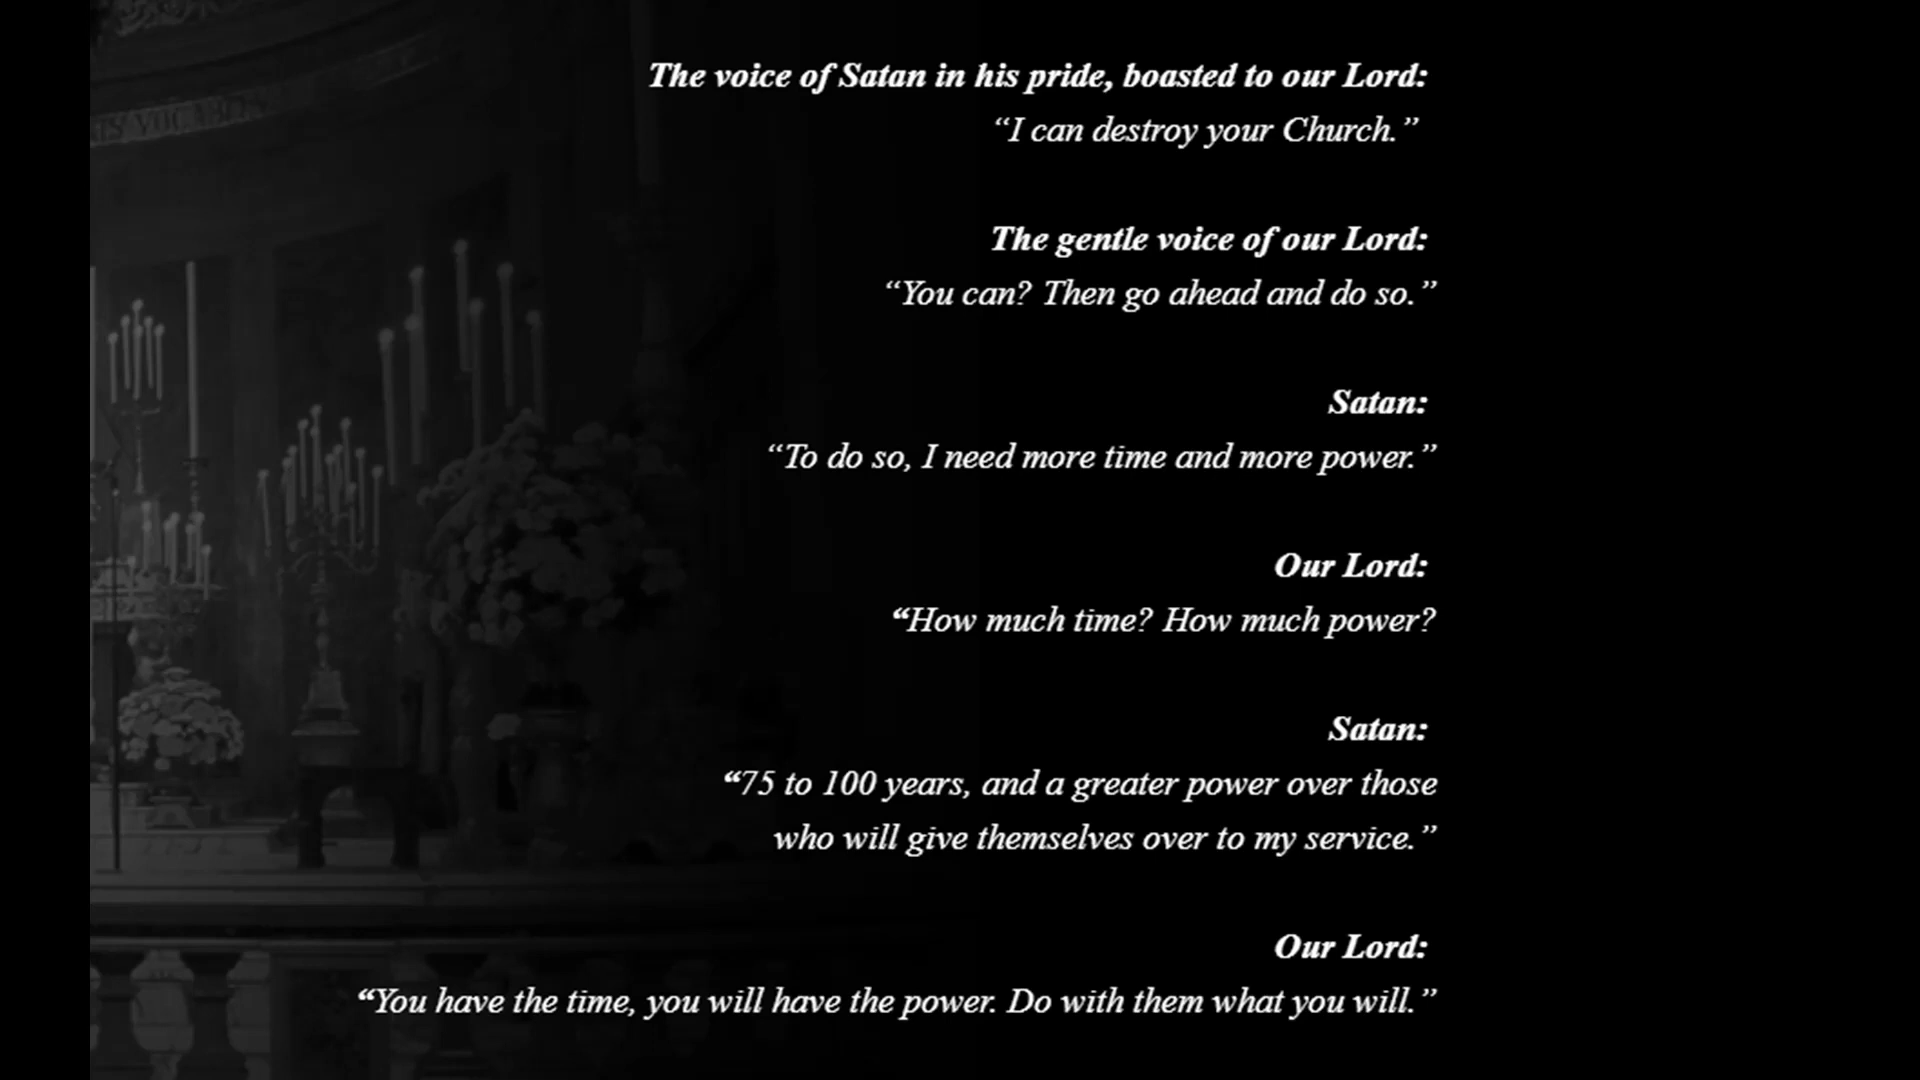 TS VOCABI
The voice of Satan in his pride, boasted to our Lord:
“I can destroy your Church.”
The gentle voice of our Lord:
“You can? Then go ahead and do so.”
Satan:
“To do so, I need more time and more power.”
Our Lord:
“How much time? How much power?
Satan:
“75 to 100 years, and a greater power over those
who will give themselves over to my service.”
Our Lord:
“You have the time, you will have the power. Do with them what you will.”